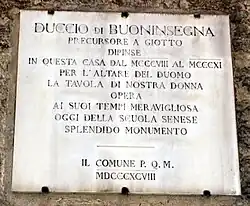 DUCCIO DI BUONINSEGNA
PRECURSORE A GIOTTO
DIPINSE
IN QUESTA CASA DAL MCCCVIII AL MCCCXI
PER L'ALTARE DEL DUOMO
LA TAVOLA DI NOSTRA DONNA
OPERA
AI SUOI TEMPI MERAVIGLIOSA
OGGI DELLA SCUOLA SENESE
SPLENDIDO MONUMENTO
IL COMUNE P. Q. M.
MDCCCXCVIII